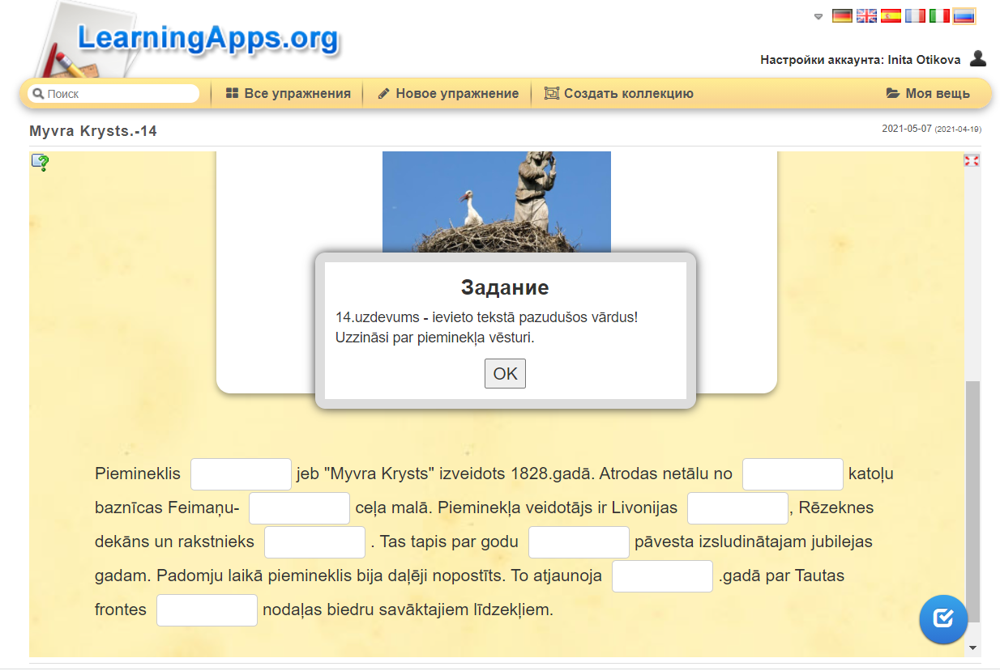 LearningApps.org
Настройки аккаунта: Inita Otikova
Поиск
Все упражнения
Новое упражнение
Создать коллекцию
Моя вещь
Myvra Krysts.-14
2021-05-07 (2021-04-19)
Задание
14.uzdevums - ievieto tekstā pazudušos vārdus!
Uzzināsi par pieminekļa vēsturi.
OK
Piemineklis jeb "Myvra Krysts" izveidots 1828.gadā. Atrodas netālu no katoļu
baznīcas Feimaņu- ceļa malā. Pieminekļa veidotājs ir Livonijas , Rēzeknes
dekāns un rakstnieks . Tas tapis par godu pāvesta izsludinātajam jubilejas
gadam. Padomju laikā piemineklis bija daļēji nopostīts. To atjaunoja .gadā par Tautas
frontes nodaļas biedru savāktajiem līdzekļiem.